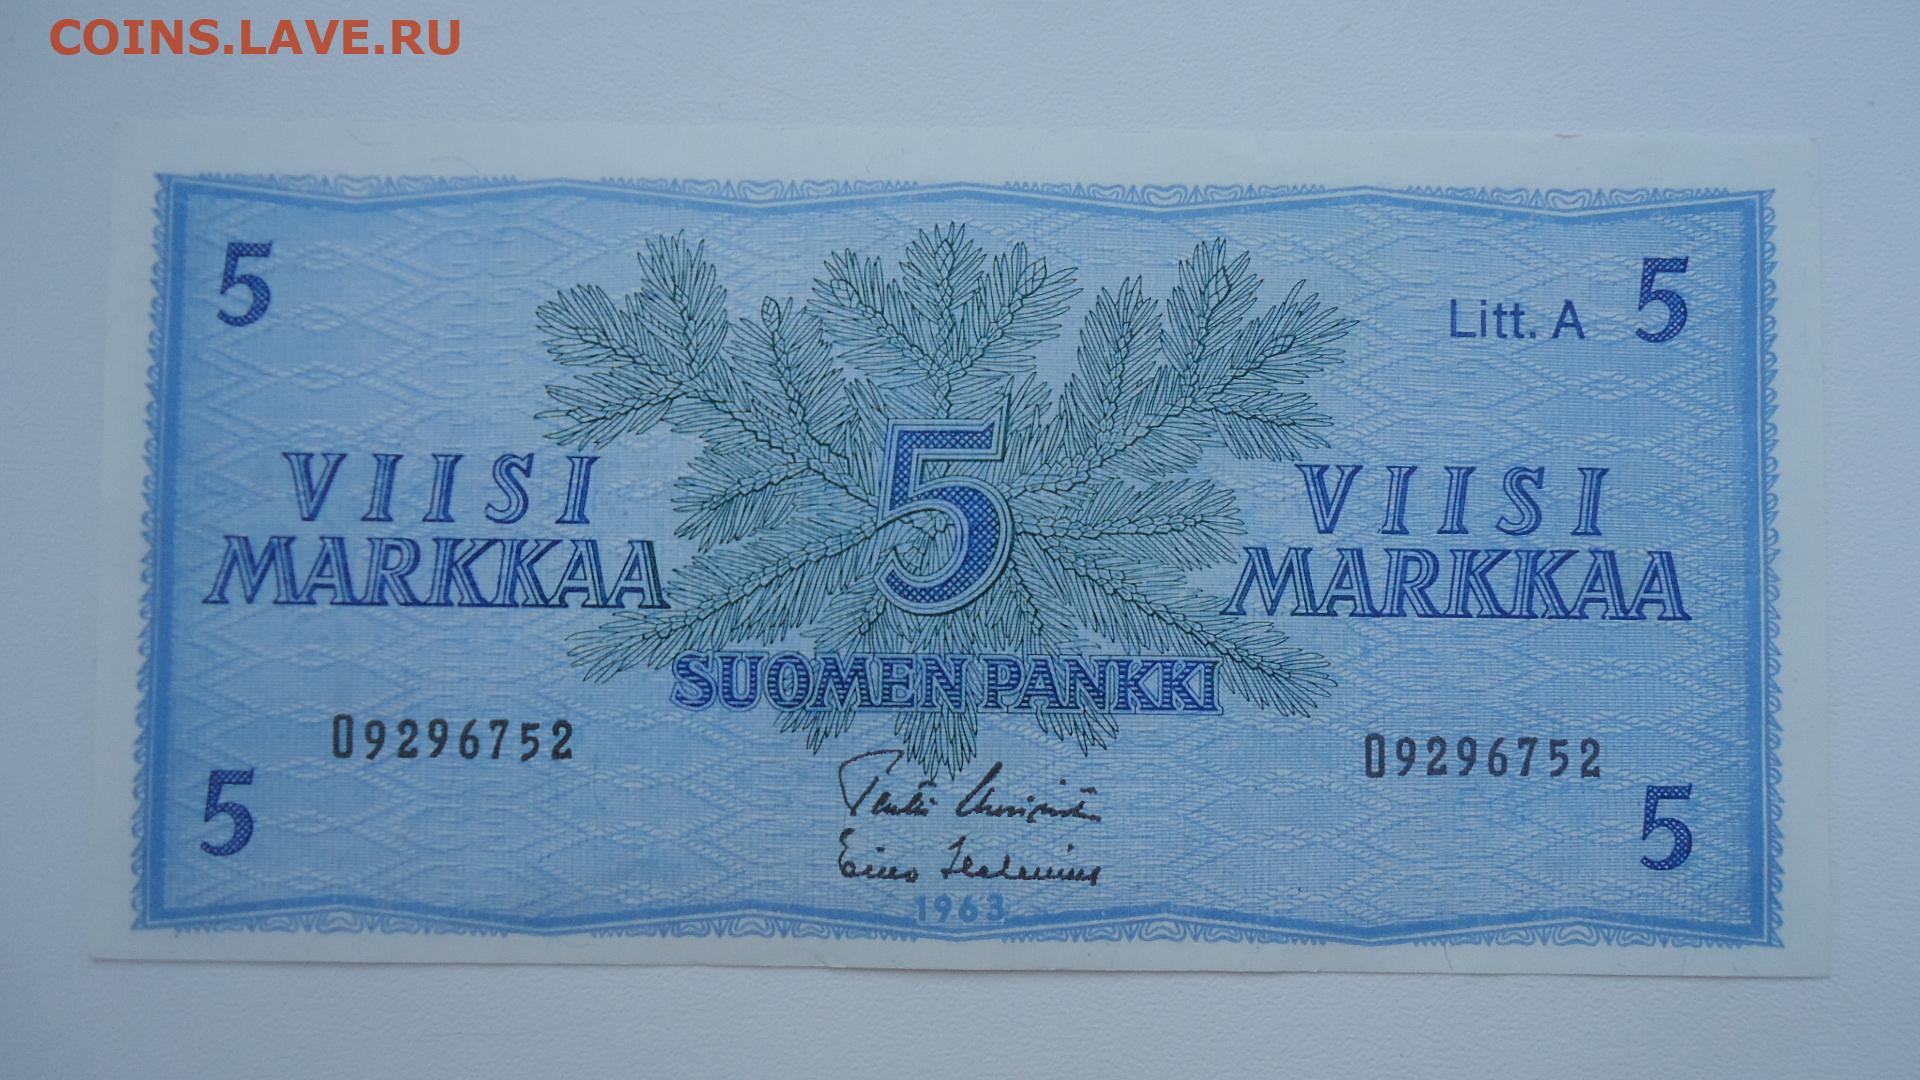 COINS.LAVE.RU
5
5
Litt. A
VIISI
MARKKAA
5
VIISI
MARKKAA
SUOMEN PANKKI
09296752
09296752
5
5
1963